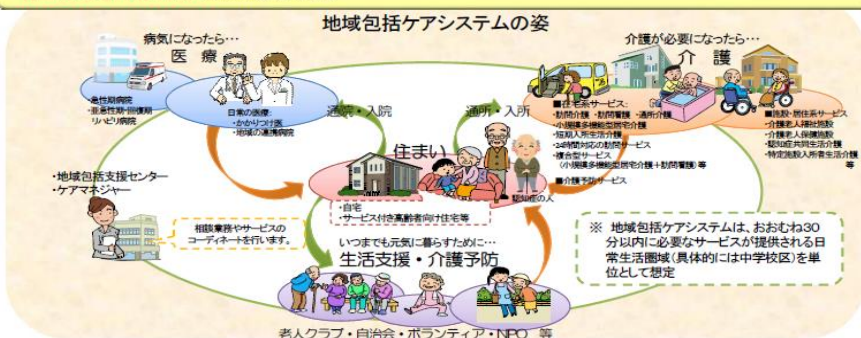 地域包括ケアシステムの姿
病気になったら…
医 療
介護が必要になったら…
介 護
・急性期病院
・亜急性期・回復期
リハビリ病院
日常の医療:
・かかりつけ医
・地域の連携病院
通院・入院
通所・入所
■在宅系サービス:
・訪問介護・訪問看護・通所介護
・小規模多機能型居宅介護
・短期入所生活介護
・24時間対応の訪問サービス
・複合型サービス
(小規模多機能型居宅介護+訪問看護)等
■介護予防サービス
■施設・居住系サービス
・介護老人福祉施設
・介護老人保健施設
・認知症共同生活介護
・特定施設入所者生活介護
等
住まい
・自宅
・サービス付き高齢者向け住宅等
認知症の人
・地域包括支援センター
・ケアマネジャー
相談業務やサービスの
コーディネートを行います。
いつまでも元気に暮らすために…
生活支援・介護予防
※ 地域包括ケアシステムは、おおむね30
分以内に必要なサービスが提供される日
常生活圏域(具体的には中学校区)を単
位として想定
老人クラブ・自治会・ボランティア・NPO 等